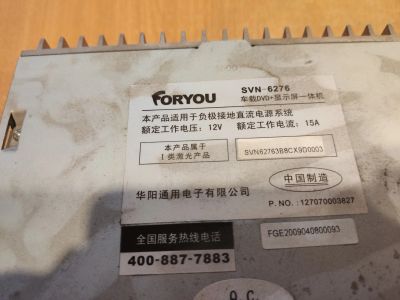 FORYOU
SVN-6276
车载DVD+显示屏一体机
本产品适用于负极接地直流电源系统
额定工作电压：12V 额定工作电流：15A
本产品属于
I类激光产品
SVN62763B8CX9D0003
中国制造
华阳通用电子有限公司
P.NO.：127070003827
全国服务热线电话
400-887-7883
FGE2009040800093